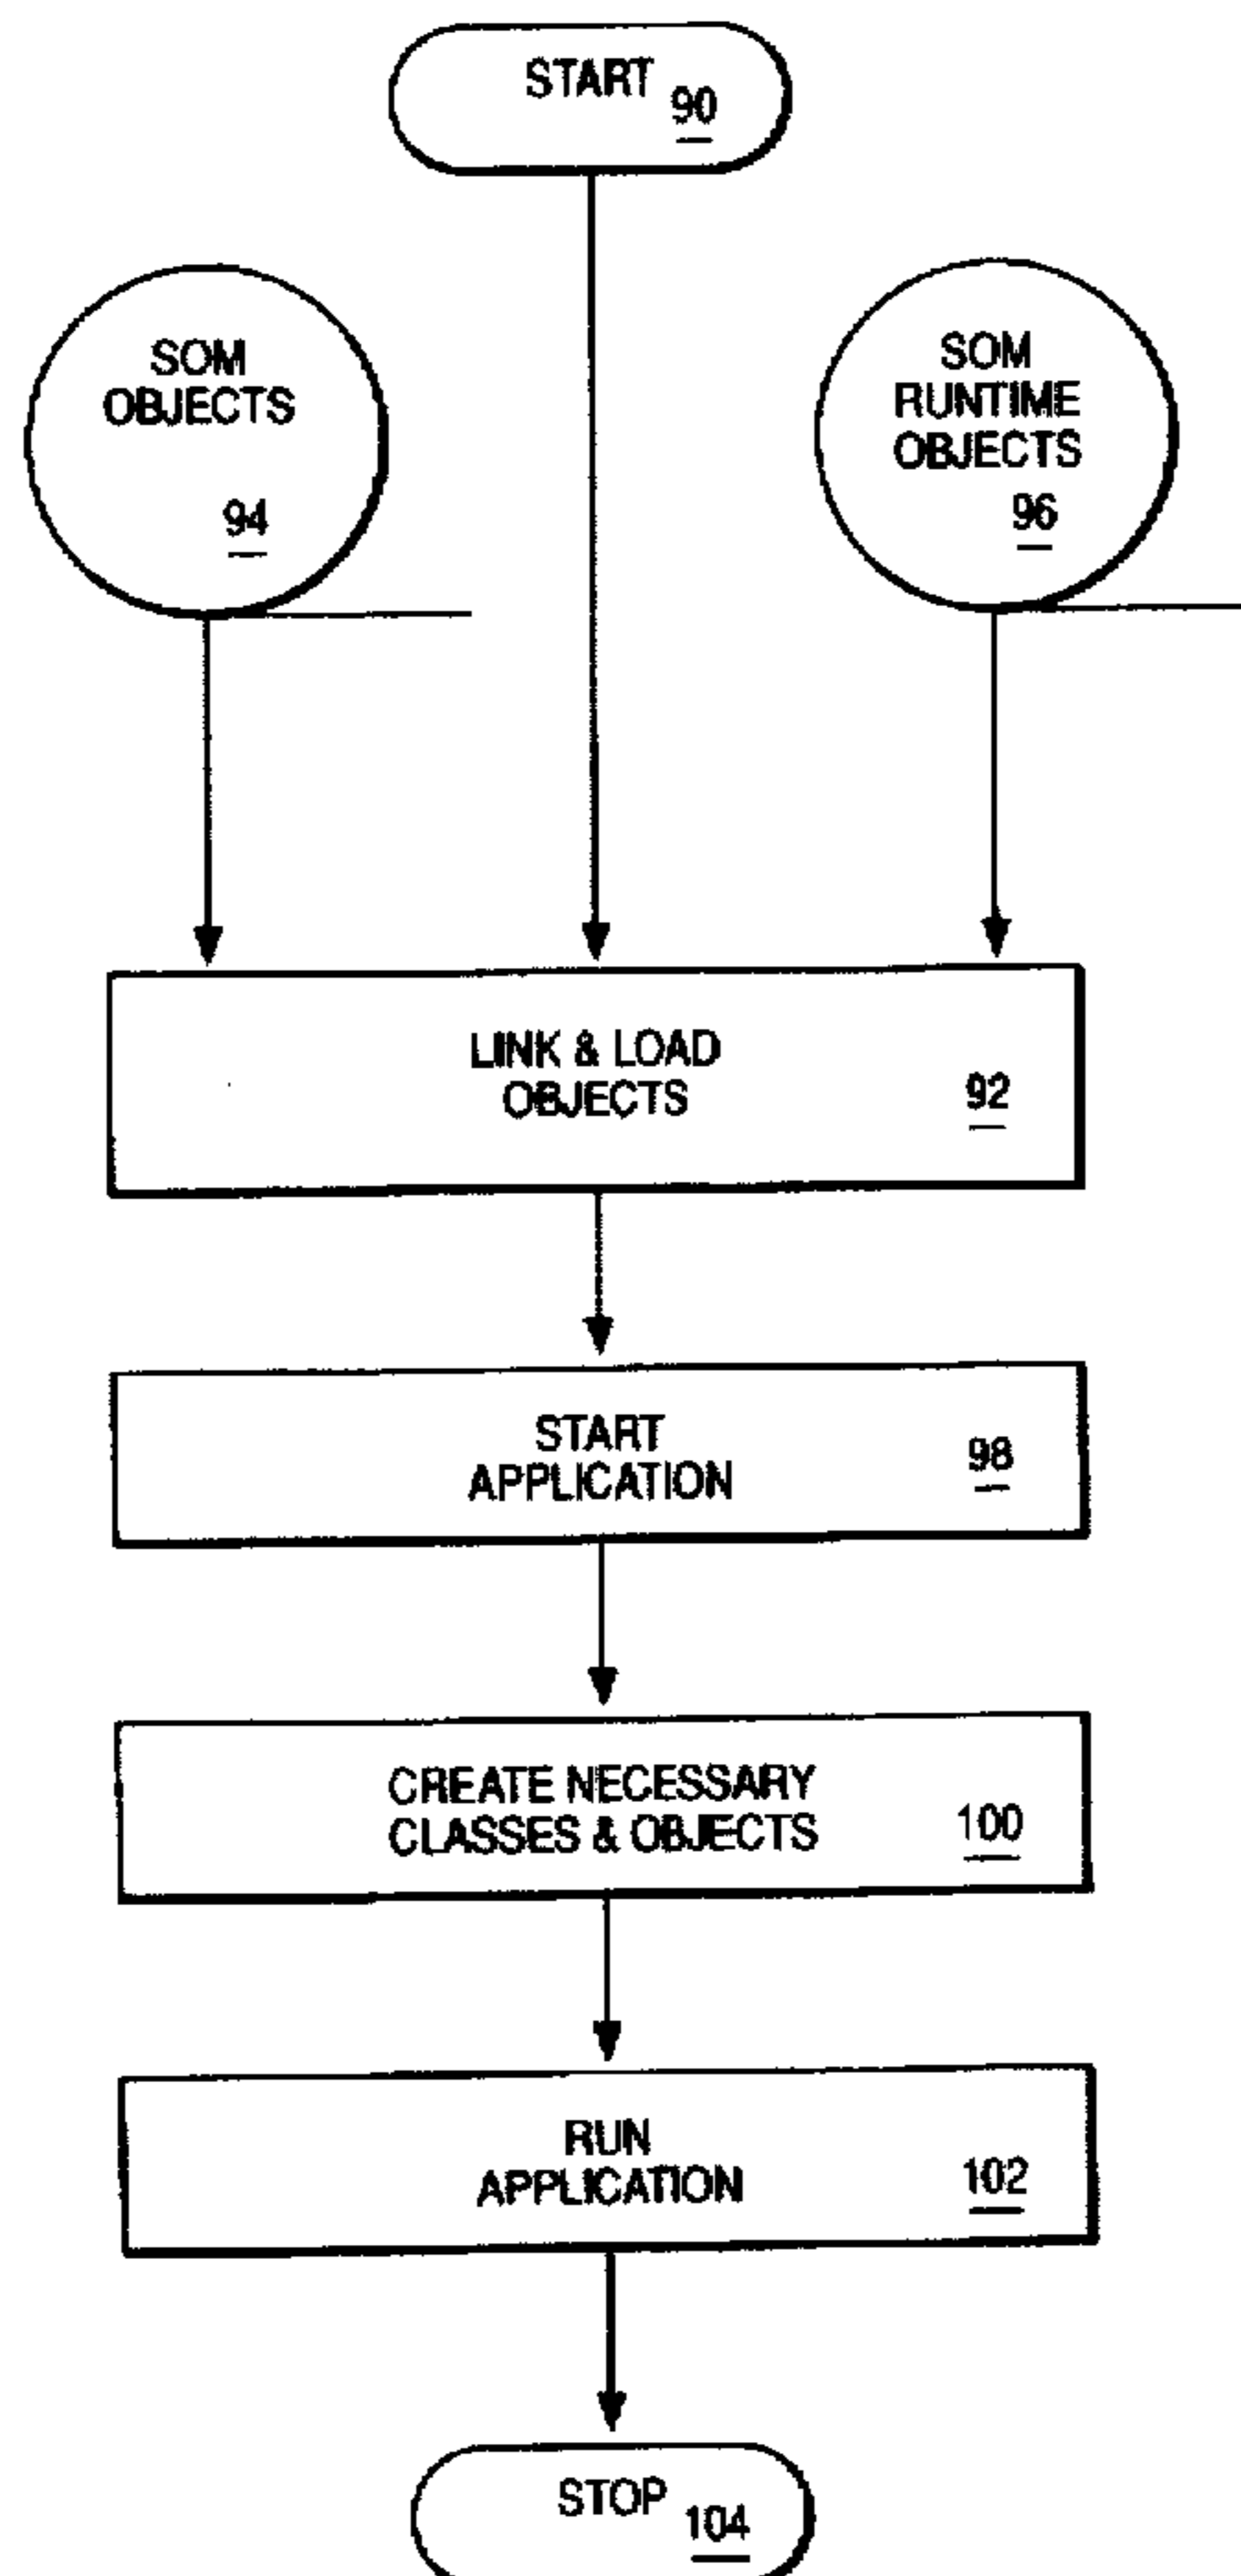 START
90
SOM
OBJECTS
94
SOM
RUNTIME
OBJECTS
96
LINK & LOAD
OBJECTS
92
START
APPLICATION
98
CREATE NECESSARY
CLASSES & OBJECTS
100
RUN
APPLICATION
102
STOP
104